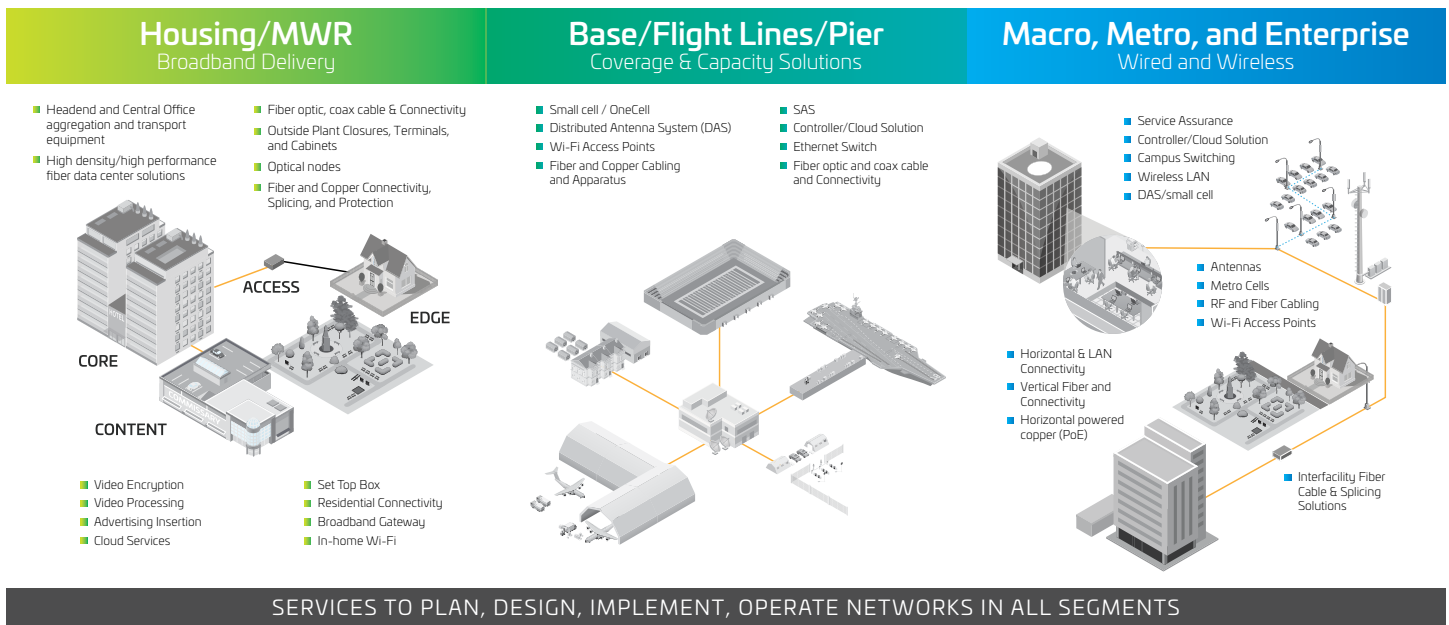 Housing/MWR
Broadband Delivery
Headend and Central Office
aggregation and transport
equipment
High density/high performance
fiber data center solutions
Fiber optic, coax cable & Connectivity
Outside Plant Closures, Terminals,
and Cabinets
Optical nodes
Fiber and Copper Connectivity,
Splicing, and Protection
HOTEL
ACCESS
EDGE
CORE
COMMISSARY
CONTENT
Video Encryption
Video Processing
Advertising Insertion
Cloud Services
Set Top Box
Residential Connectivity
Broadband Gateway
In-home Wi-Fi
Base/Flight Lines/Pier
Coverage & Capacity Solutions
Small cell / OneCell
Distributed Antenna System (DAS)
Wi-Fi Access Points
Fiber and Copper Cabling
and Apparatus
SAS
Controller/Cloud Solution
Ethernet Switch
Fiber optic and coax cable
and Connectivity
Macro, Metro, and Enterprise
Wired and Wireless
Service Assurance
Controller/Cloud Solution
Campus Switching
Wireless LAN
DAS/small cell
Antennas
Metro Cells
RF and Fiber Cabling
Wi-Fi Access Points
Horizontal & LAN
Connectivity
Vertical Fiber and
Connectivity
Horizontal powered
copper (PoE)
Interfacility Fiber
Cable & Splicing
Solutions
SERVICES TO PLAN, DESIGN, IMPLEMENT, OPERATE NETWORKS IN ALL SEGMENTS